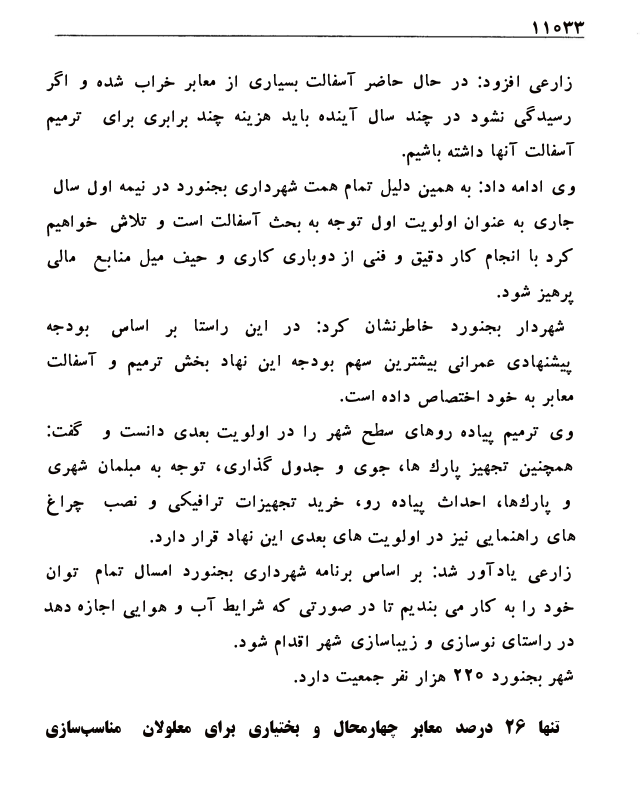 ۱۱۰۳۳
زارعی افزود: در حال حاضر آسفالت بسیاری از معابر خراب شده و اگر
رسیدگی نشود در چند سال آینده باید هزینه چند برابری برای ترمیم
آسفالت آنها داشته باشیم.
وی ادامه داد: به همین دلیل تمام همت شهرداری بجنورد در نیمه اول سال
جاری به عنوان اولویت اول توجه به بحث آسفالت است و تلاش خواهیم
کرد با انجام کار دقیق و فنی از دوباری کاری و حیف میل منابع مالی
پرهیز شود.
شهردار بجنورد خاطرنشان کرد: در این راستا بر اساس بودجه
پیشنهادی عمرانی بیشترین سهم بودجه این نهاد بخش ترمیم و آسفالت
معابر به خود اختصاص داده است.
وی ترمیم پیاده روهای سطح شهر را در اولویت بعدی دانست و گفت:
همچنین تجهیز پارك ها، جوی و جدول گذاری، توجه به مبلمان شهری
و پارك‌ها، احداث پیاده رو، خرید تجهیزات ترافیکی و نصب چراغ
های راهنمایی نیز در اولویت های بعدی این نهاد قرار دارد.
زارعی یادآور شد: بر اساس برنامه شهرداری بجنورد امسال تمام توان
خود را به کار می بندیم تا در صورتی که شرایط آب و هوایی اجازه دهد
در راستای نوسازی و زیباسازی شهر اقدام شود.
شهر بجنورد ۲۲۰ هزار نفر جمعیت دارد.
تنها ۲۶ درصد معابر چهارمحال و بختیاری برای معلولان مناسب‌سازی